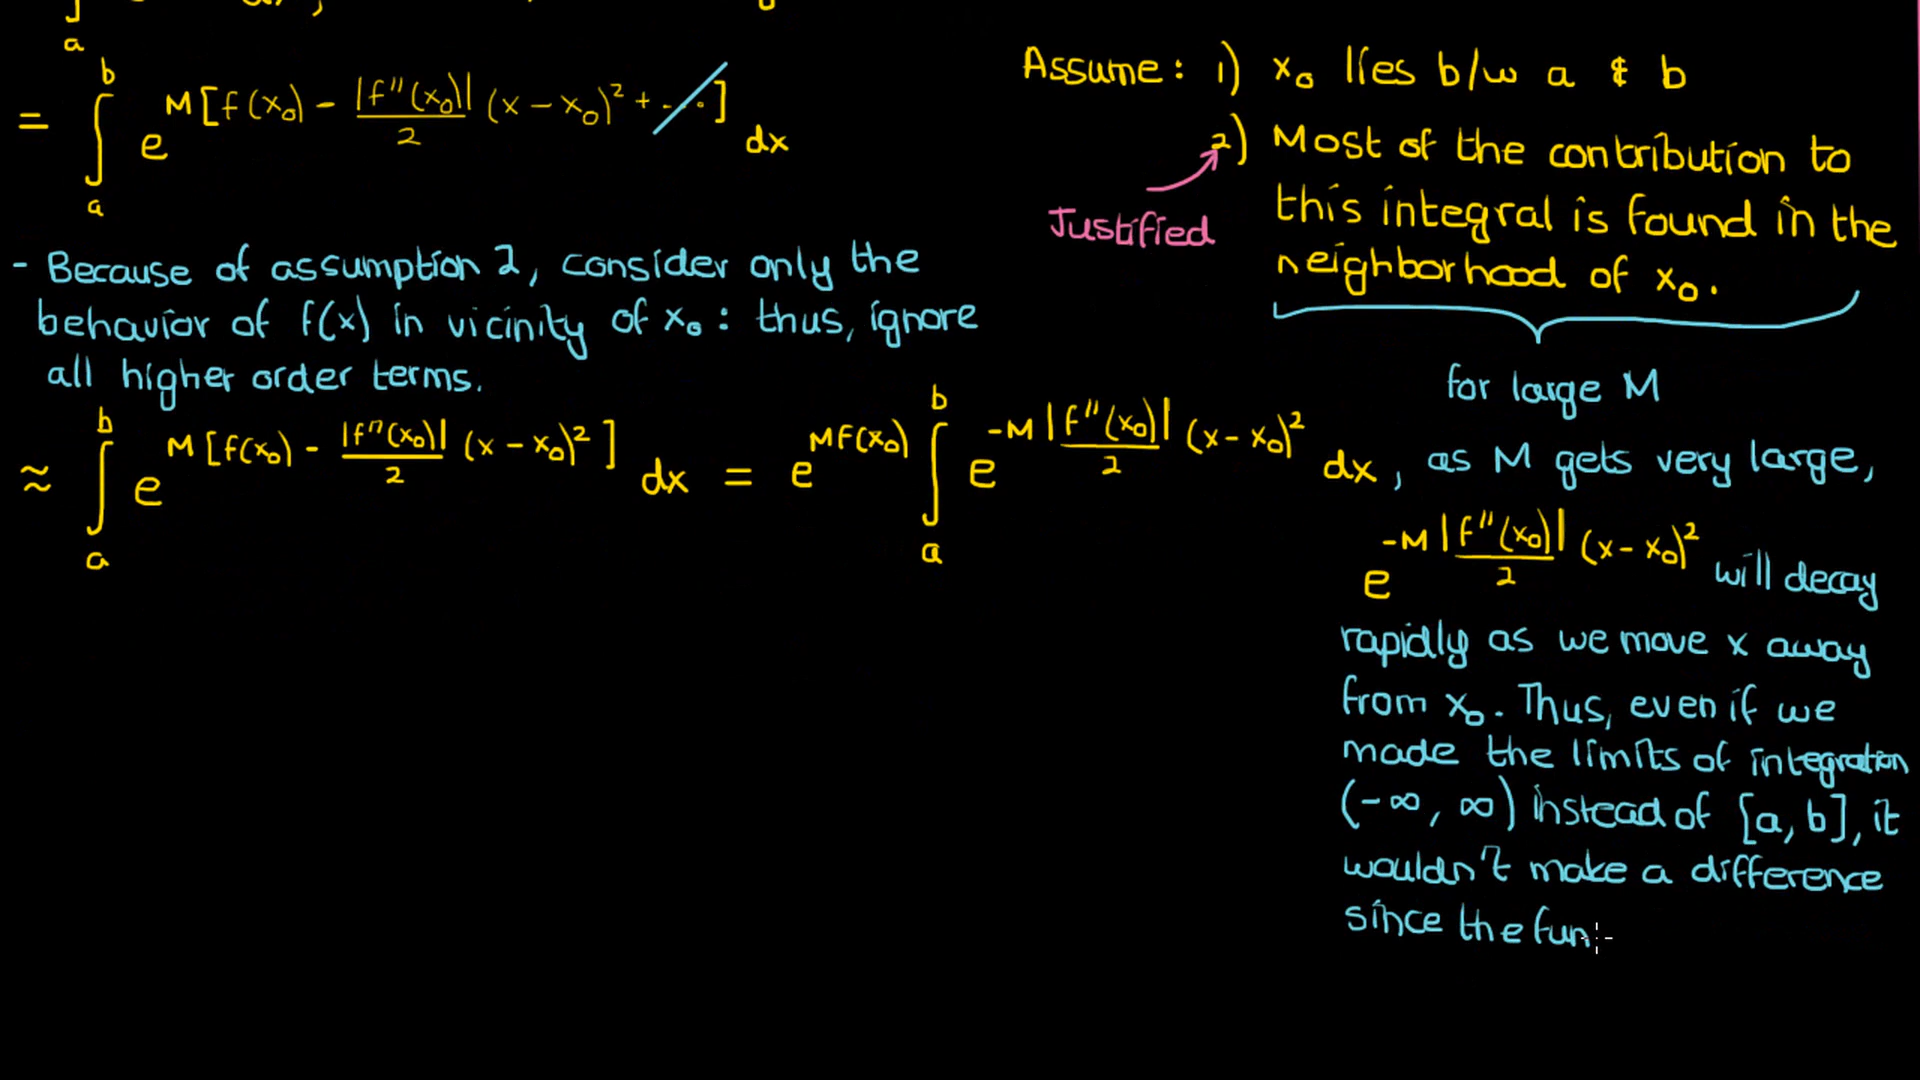 a
= ∫_a^b e^{M[f(x₀) - |f''(x₀)|/2 (x - x₀)² + ...]} dx
- Because of assumption 2, consider only the
behavior of f(x) in vicinity of x₀ : thus, ignore
all higher order terms.
≈ ∫_a^b e^{M[f(x₀) - |f''(x₀)|/2 (x - x₀)²]} dx = e^{Mf(x₀)} ∫_a^b e^{-M |f''(x₀)|/2 (x - x₀)²} dx , as M gets very large,
Assume : 1) x₀ lies b/w a & b
2) Most of the contribution to
this integral is found in the
neighborhood of x₀.
Justified
for large M
e^{-M |f''(x₀)|/2 (x - x₀)²} will decay
rapidly as we move x away
from x₀. Thus, even if we
made the limits of integration
(-∞, ∞) instead of [a, b], it
wouldn't make a difference
since the fun